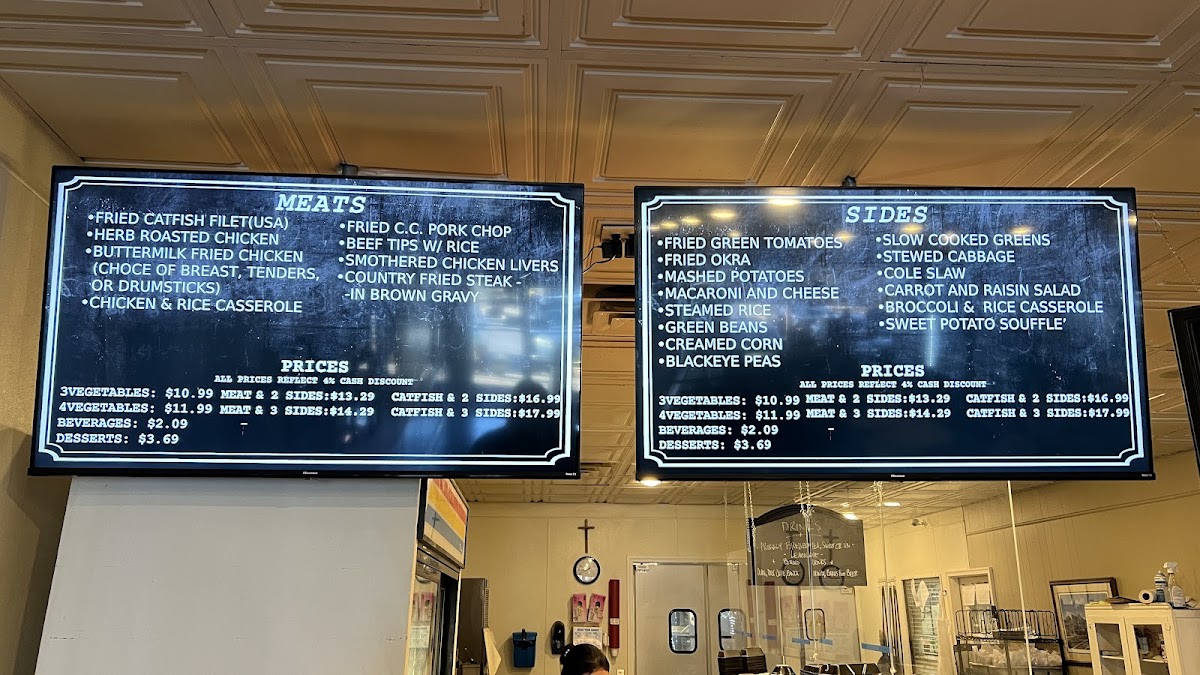 MEATS
•FRIED CATFISH FILET(USA)
•HERB ROASTED CHICKEN
•BUTTERMILK FRIED CHICKEN
(CHOCE OF BREAST, TENDERS,
OR DRUMSTICKS)
•CHICKEN & RICE CASSEROLE
•FRIED C.C. PORK CHOP
•BEEF TIPS W/ RICE
•SMOTHERED CHICKEN LIVERS
•COUNTRY FRIED STEAK -
-IN BROWN GRAVY
PRICES
ALL PRICES REFLECT 4% CASH DISCOUNT
3VEGETABLES: $10.99 MEAT & 2 SIDES:$13.29 CATFISH & 2 SIDES:$16.99
4VEGETABLES: $11.99 MEAT & 3 SIDES:$14.29 CATFISH & 3 SIDES:$17.99
BEVERAGES: $2.09
DESSERTS: $3.69
SIDES
•FRIED GREEN TOMATOES
•FRIED OKRA
•MASHED POTATOES
•MACARONI AND CHEESE
•STEAMED RICE
•GREEN BEANS
•CREAMED CORN
•BLACKEYE PEAS
•SLOW COOKED GREENS
•STEWED CABBAGE
•COLE SLAW
•CARROT AND RAISIN SALAD
•BROCCOLI & RICE CASSEROLE
•SWEET POTATO SOUFFLE’
PRICES
ALL PRICES REFLECT 4% CASH DISCOUNT
3VEGETABLES: $10.99 MEAT & 2 SIDES:$13.29 CATFISH & 2 SIDES:$16.99
4VEGETABLES: $11.99 MEAT & 3 SIDES:$14.29 CATFISH & 3 SIDES:$17.99
BEVERAGES: $2.09
DESSERTS: $3.69
DRINKS